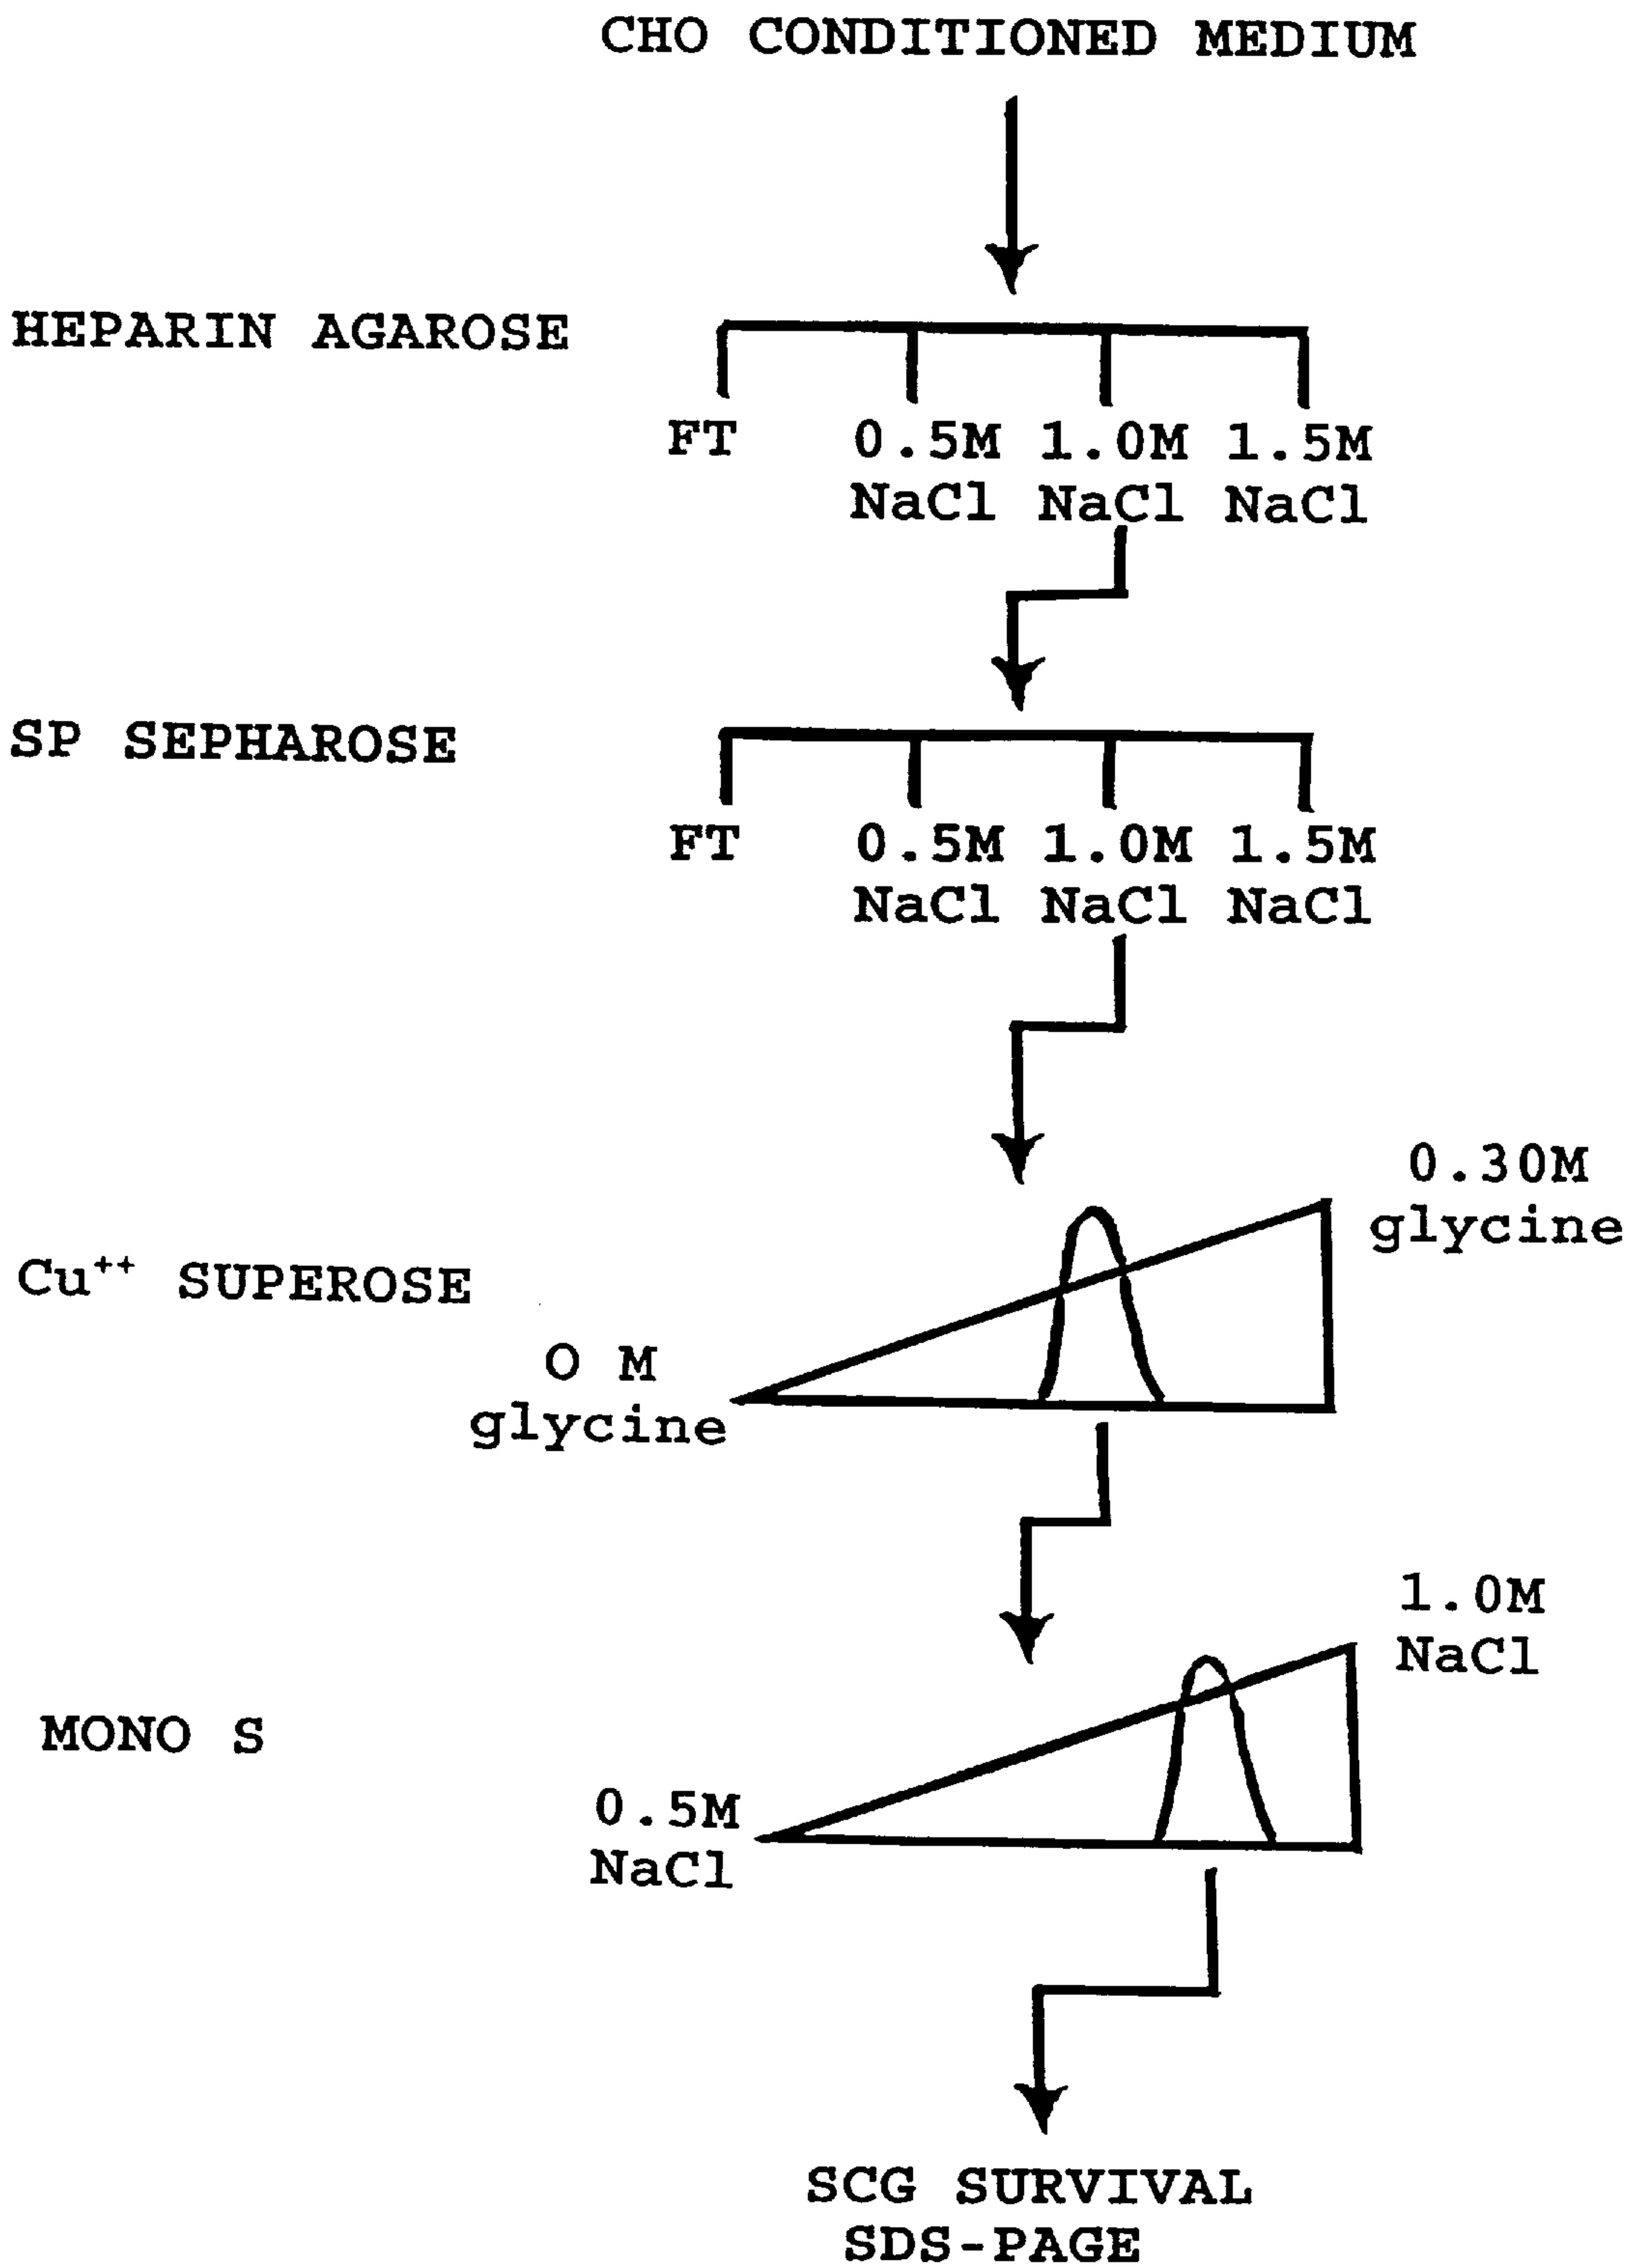 CHO CONDITIONED MEDIUM
HEPARIN AGAROSE
FT 0.5M 1.0M 1.5M
NaCl NaCl NaCl
SP SEPHAROSE
FT 0.5M 1.0M 1.5M
NaCl NaCl NaCl
0.30M
glycine
Cu++ SUPEROSE
O M
glycine
1.0M
NaCl
MONO S
0.5M
NaCl
SCG SURVIVAL
SDS-PAGE